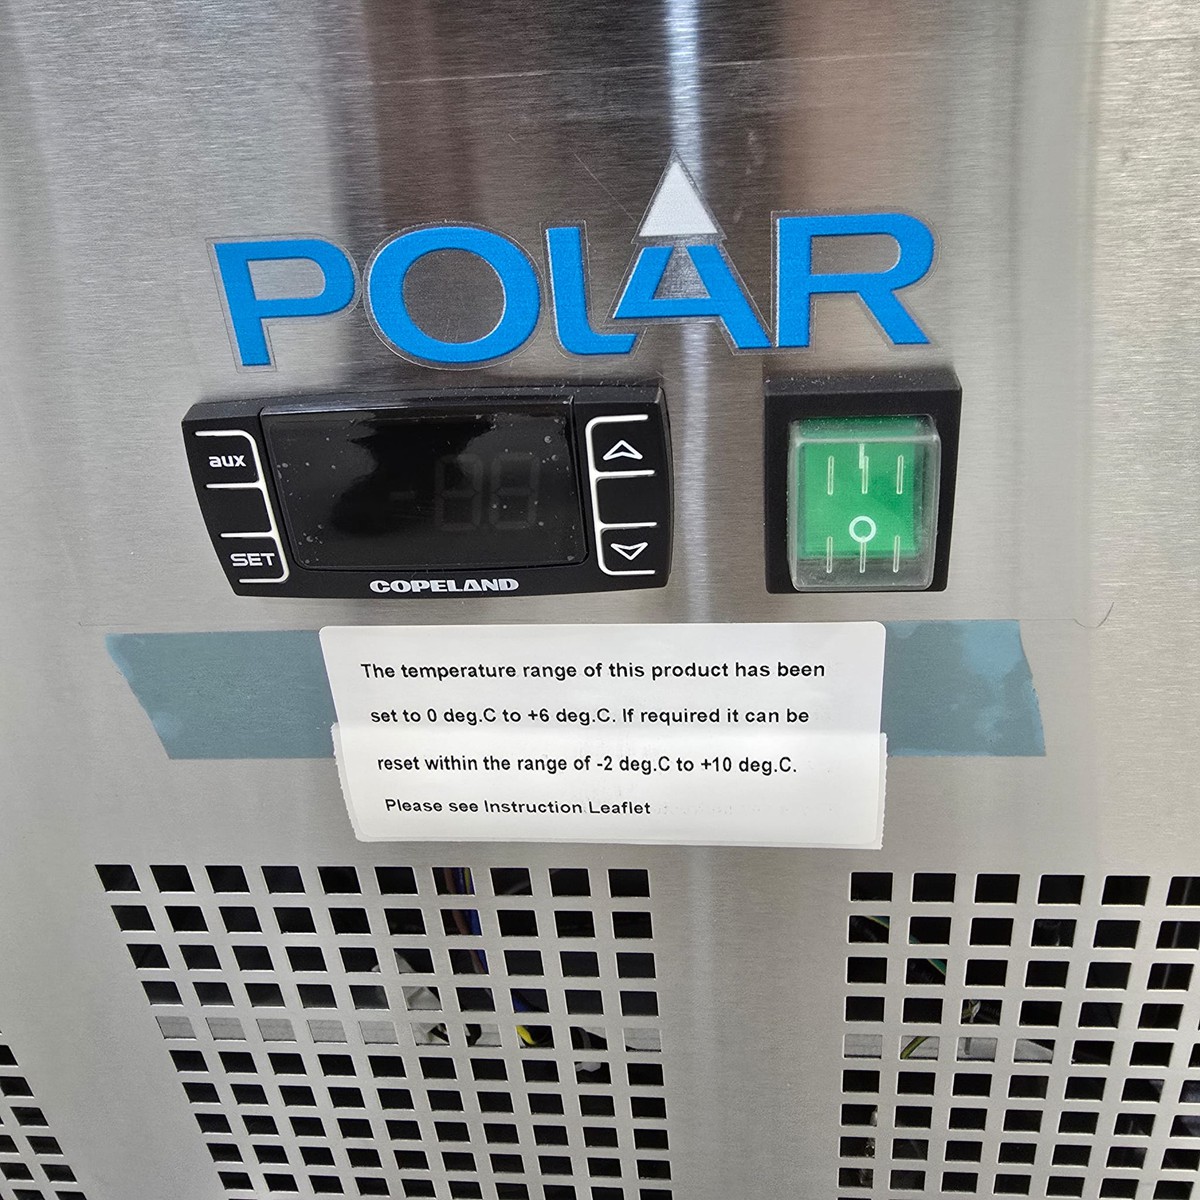 POLAR
aux
SET
COPELAND
The temperature range of this product has been
set to 0 deg.C to +6 deg.C. If required it can be
reset within the range of -2 deg.C to +10 deg.C.
Please see Instruction Leaflet